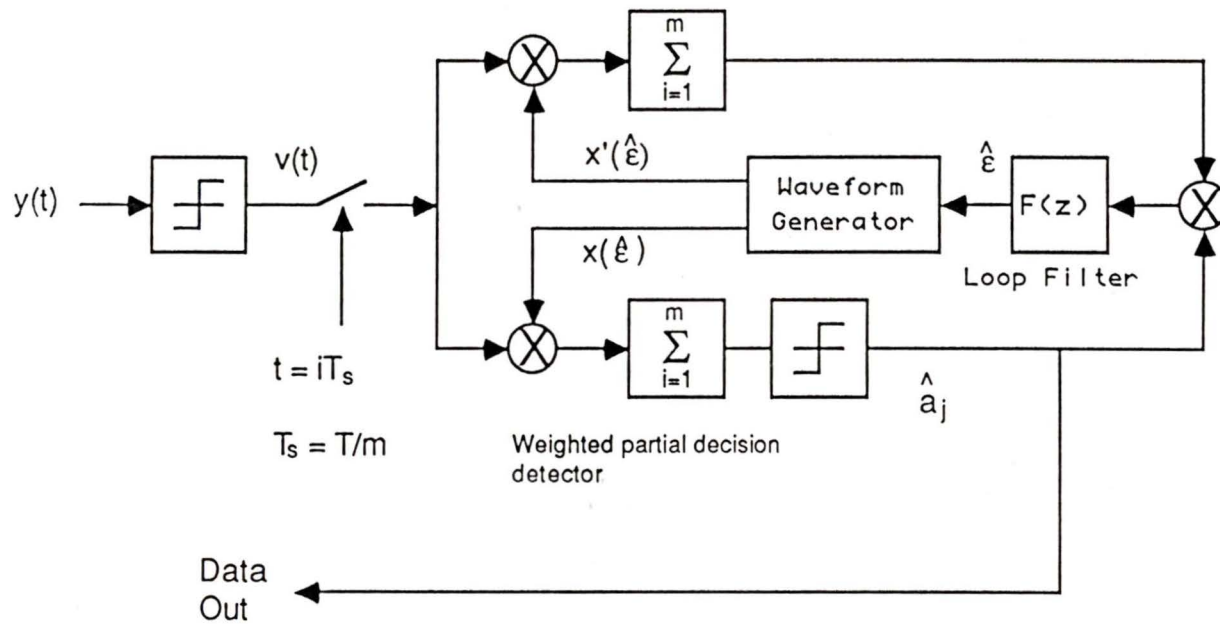 m
Σ
i=1
x'(ε̂)
v(t)
y(t)
Waveform
Generator
ε̂
F(z)
Loop Filter
x(ε̂)
m
Σ
i=1
t = iTₛ
âⱼ
Tₛ = T/m
Weighted partial decision
detector
Data
Out